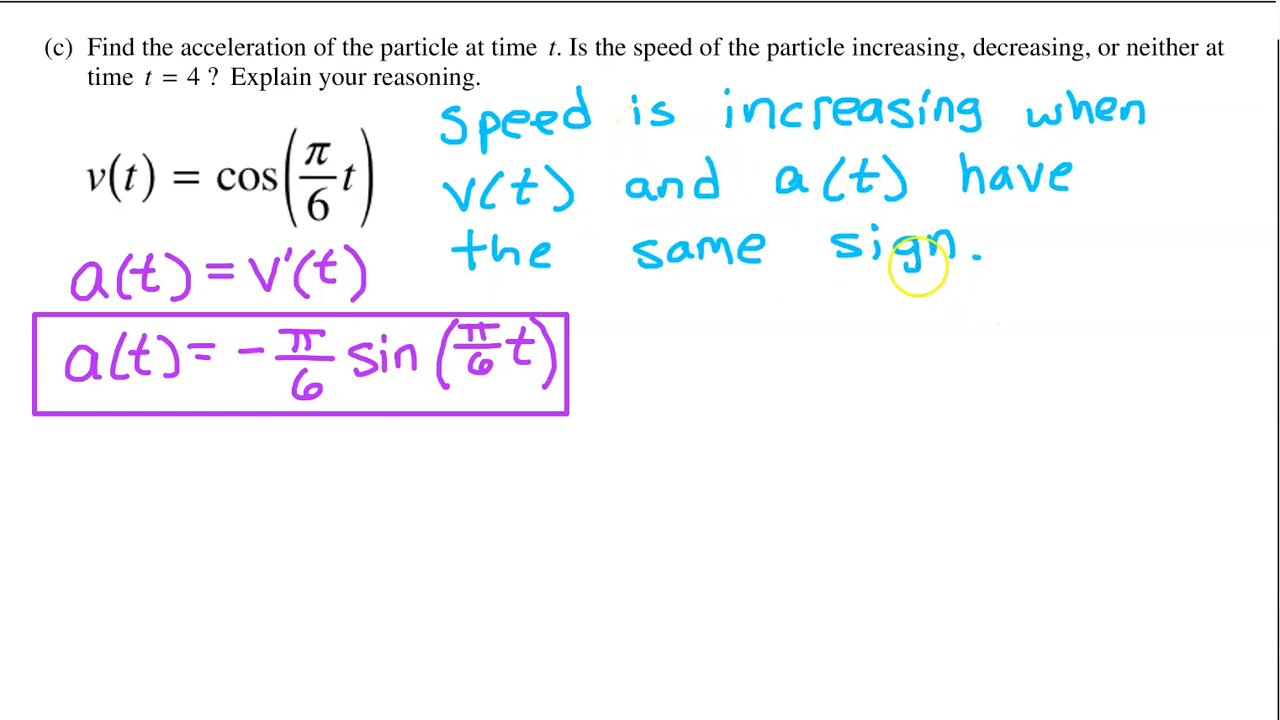 (c) Find the acceleration of the particle at time t. Is the speed of the particle increasing, decreasing, or neither at
time t = 4 ? Explain your reasoning.
speed is increasing when
v(t) = cos(π/6 t)
v(t) and a(t) have
the same sign.
a(t) = v'(t)
a(t) = - π/6 sin (π/6 t)